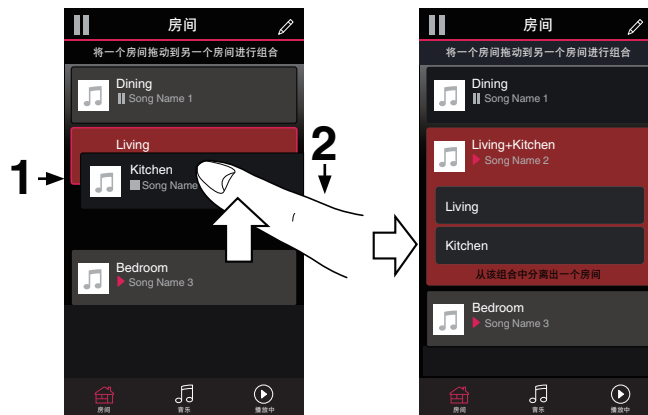 房间
将一个房间拖动到另一个房间进行组合
Dining
Song Name 1
Living
Kitchen
Song Name
Bedroom
Song Name 3
房间
音乐
播放中
1
2
房间
将一个房间拖动到另一个房间进行组合
Dining
Song Name 1
Living+Kitchen
Song Name 2
Living
Kitchen
从该组合中分离出一个房间
Bedroom
Song Name 3
房间
音乐
播放中